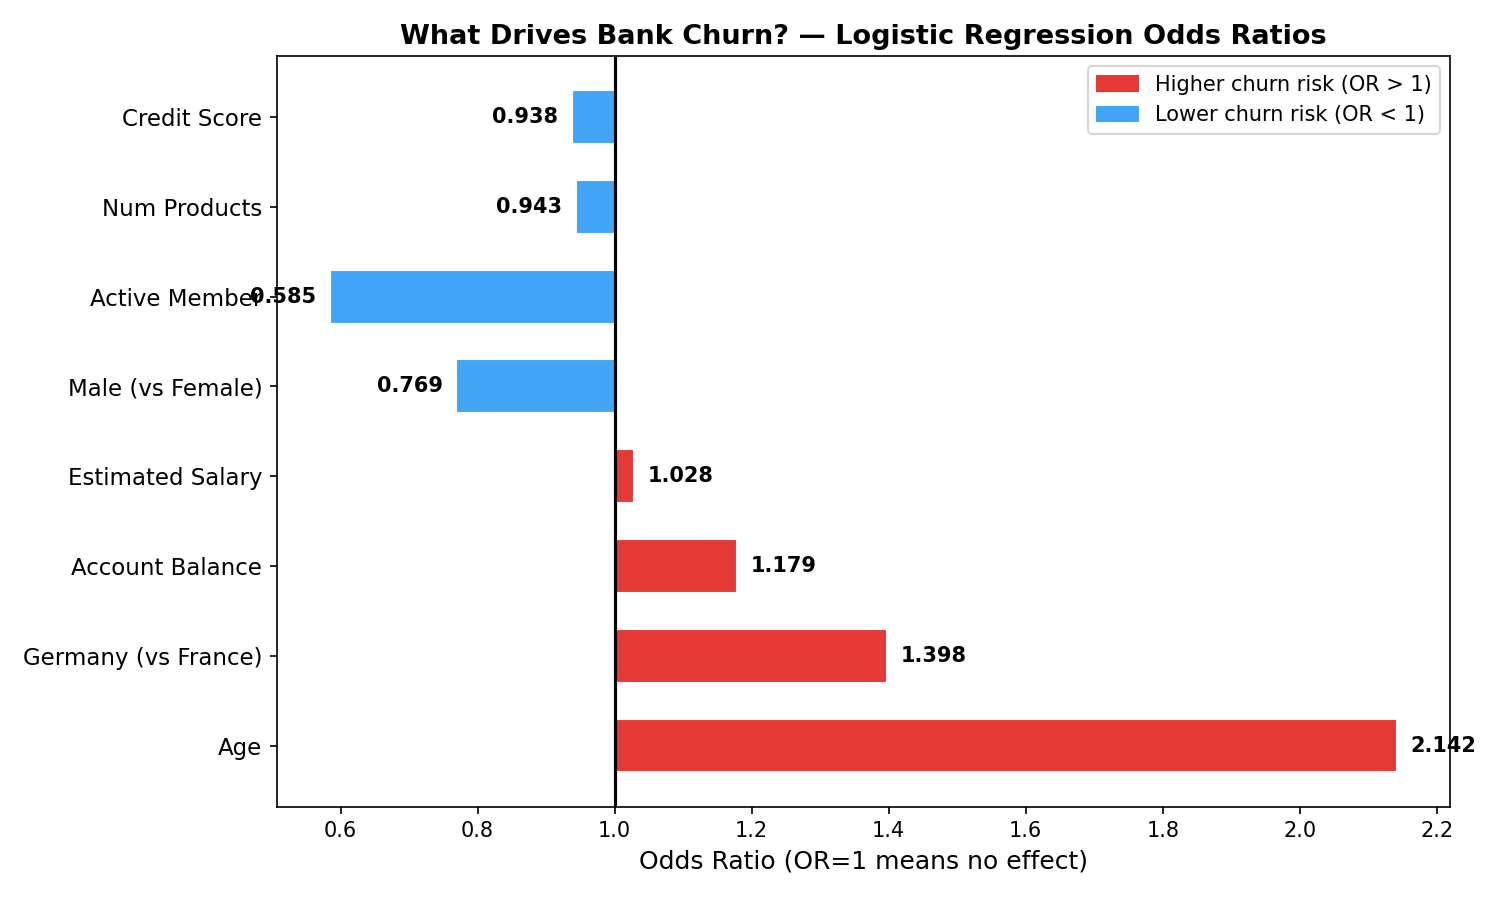 What Drives Bank Churn? — Logistic Regression Odds Ratios
Higher churn risk (OR > 1)
Lower churn risk (OR < 1)
Credit Score
0.938
Num Products
0.943
Active Member
0.585
Male (vs Female)
0.769
Estimated Salary
1.028
Account Balance
1.179
Germany (vs France)
1.398
Age
2.142
0.6 0.8 1.0 1.2 1.4 1.6 1.8 2.0 2.2
Odds Ratio (OR=1 means no effect)